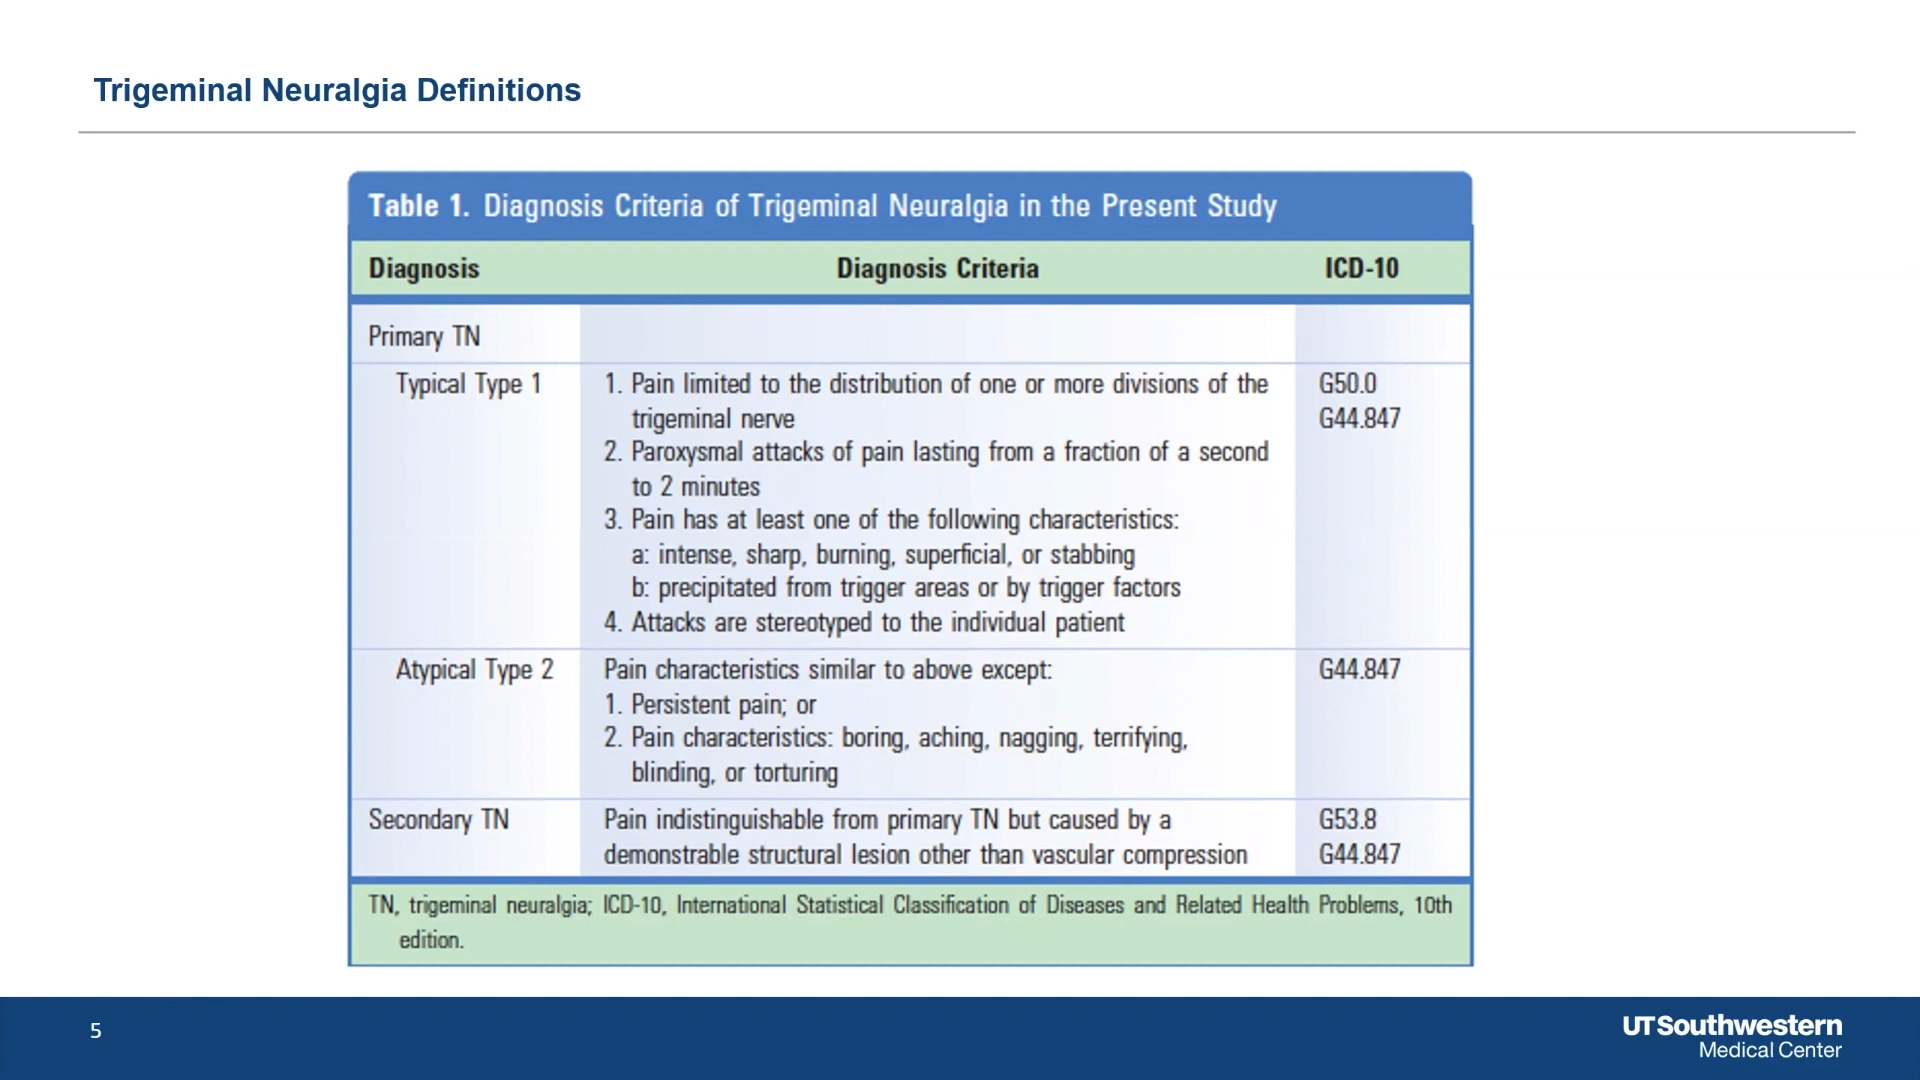 Trigeminal Neuralgia Definitions
Table 1. Diagnosis Criteria of Trigeminal Neuralgia in the Present Study
Diagnosis Diagnosis Criteria ICD-10
Primary TN
Typical Type 1 1. Pain limited to the distribution of one or more divisions of the G50.0
trigeminal nerve G44.847
2. Paroxysmal attacks of pain lasting from a fraction of a second
to 2 minutes
3. Pain has at least one of the following characteristics:
a: intense, sharp, burning, superficial, or stabbing
b: precipitated from trigger areas or by trigger factors
4. Attacks are stereotyped to the individual patient
Atypical Type 2 Pain characteristics similar to above except: G44.847
1. Persistent pain; or
2. Pain characteristics: boring, aching, nagging, terrifying,
blinding, or torturing
Secondary TN Pain indistinguishable from primary TN but caused by a G53.8
demonstrable structural lesion other than vascular compression G44.847
TN, trigeminal neuralgia; ICD-10, International Statistical Classification of Diseases and Related Health Problems, 10th
edition.
5
UTSouthwestern
Medical Center